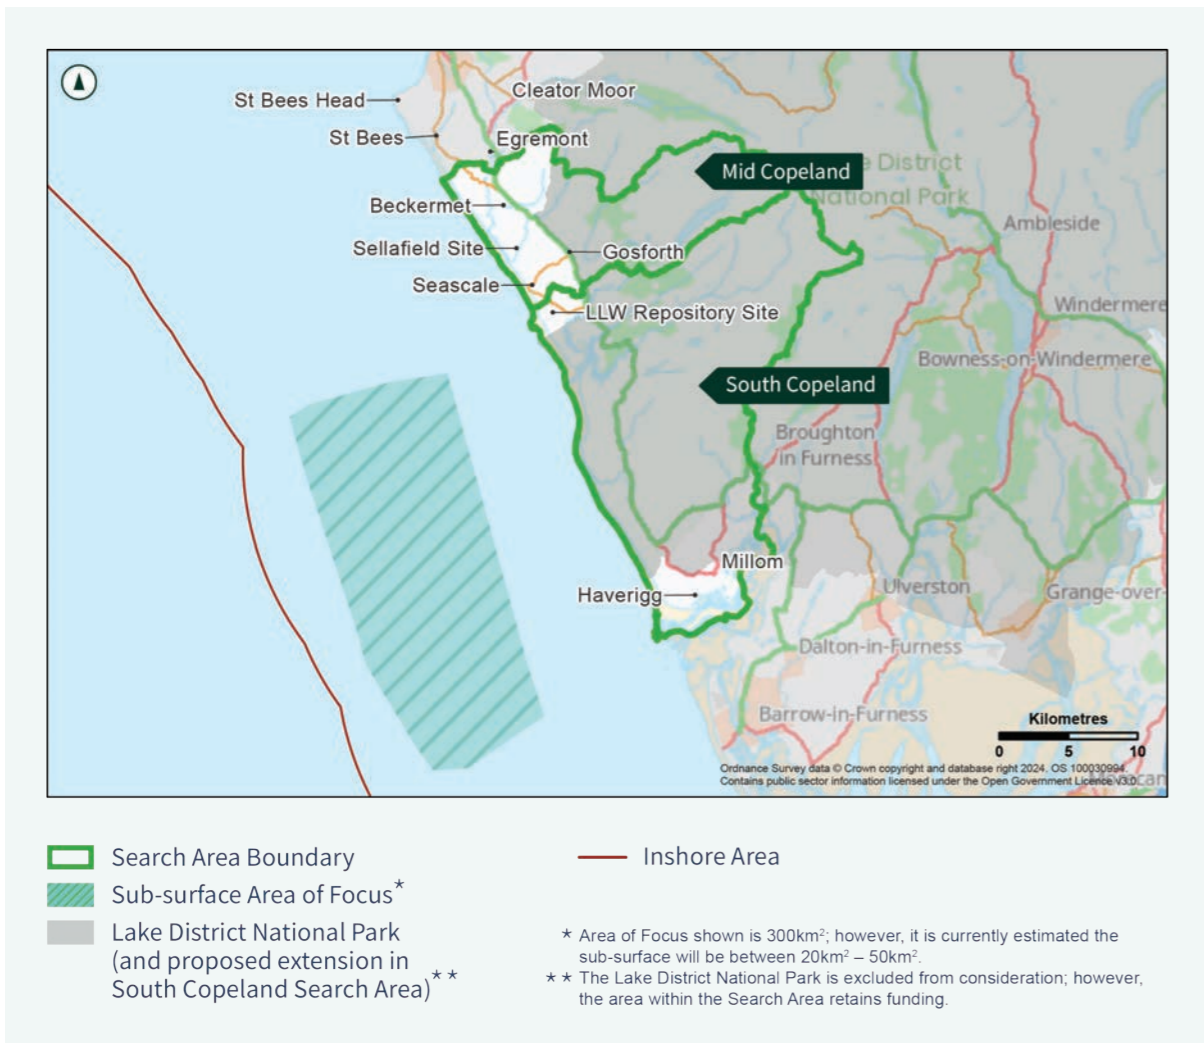 St Bees Head
Cleator Moor
St Bees
Egremont
Mid Copeland
e District
National Park
Beckermet
Ambleside
Sellafield Site
Gosforth
Seascale
LLW Repository Site
Windermere
Bowness-on-Windermere
South Copeland
Broughton
in Furness
Millom
Haverigg
Ulverston
Grange-over-
Dalton-in-Furness
Barrow-in-Furness
Kilometres
0 5 10
Ordnance Survey data © Crown copyright and database right 2024. OS 100030994.
Contains public sector information licensed under the Open Government Licence v3.0.
Search Area Boundary
Inshore Area
Sub-surface Area of Focus*
Lake District National Park
(and proposed extension in
South Copeland Search Area)**
* Area of Focus shown is 300km²; however, it is currently estimated the
sub-surface will be between 20km² – 50km².
** The Lake District National Park is excluded from consideration; however,
the area within the Search Area retains funding.